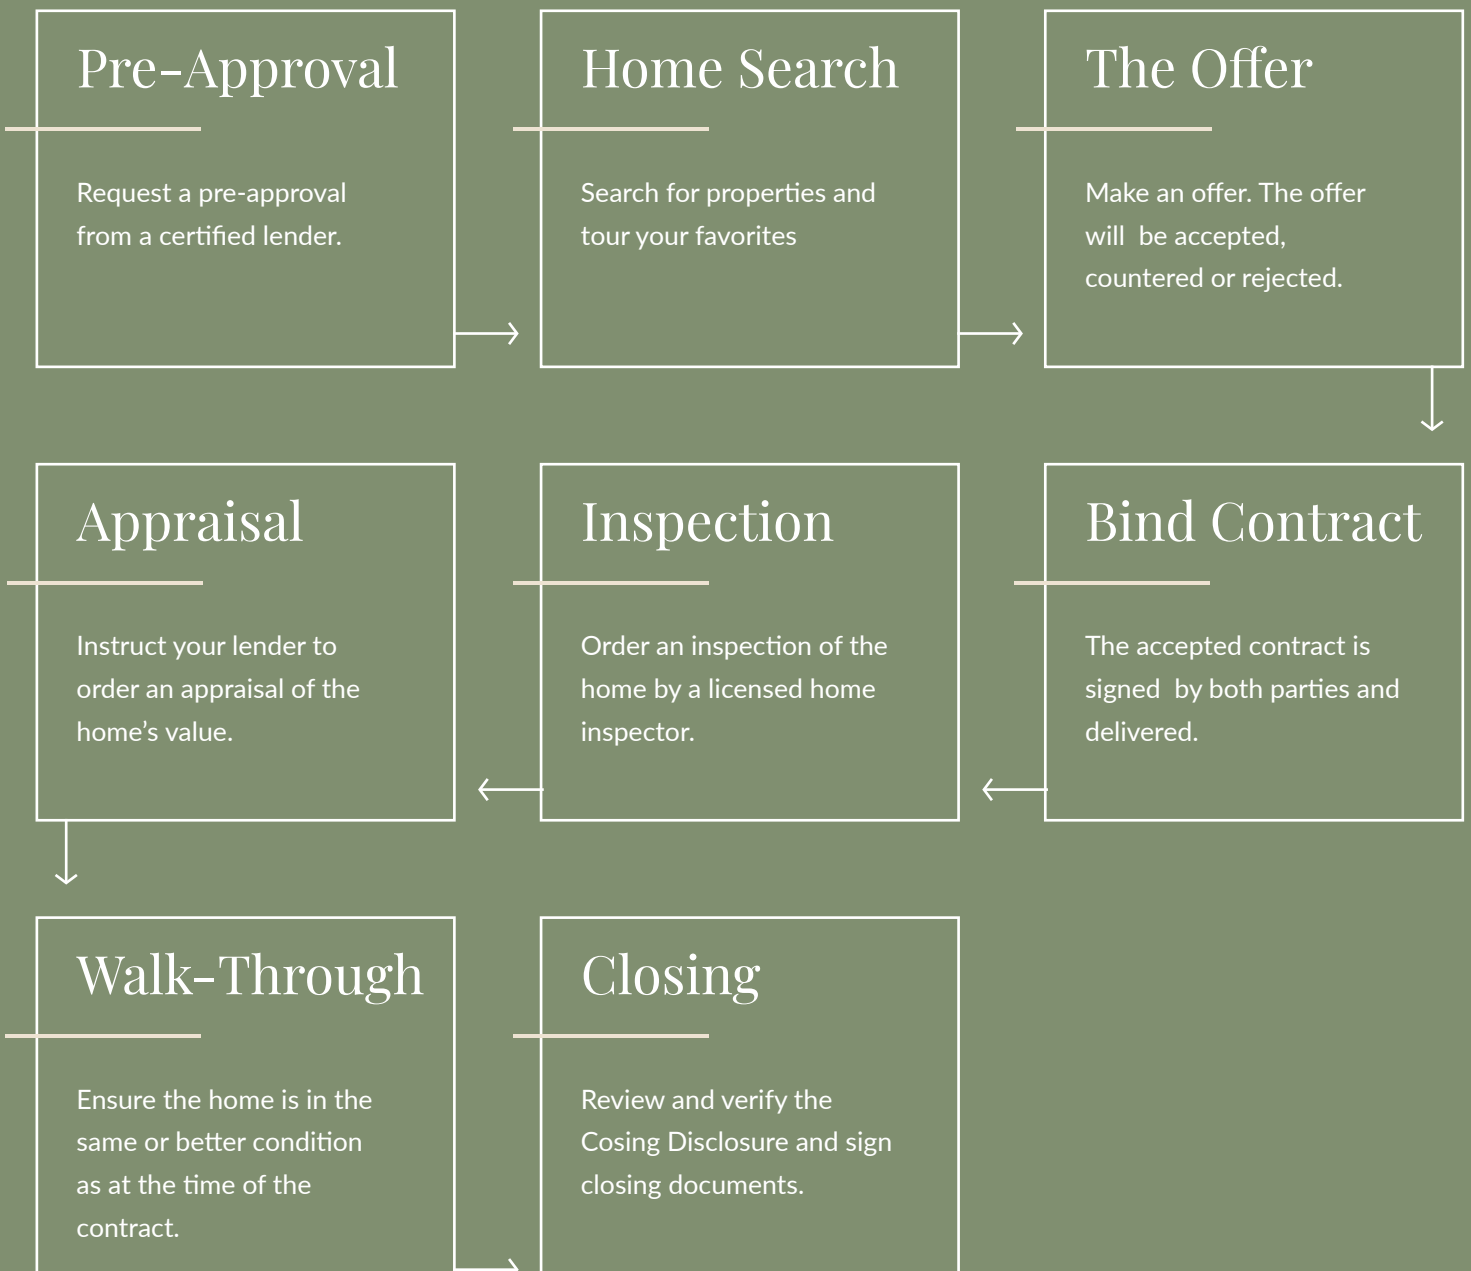 Pre-Approval
Request a pre-approval
from a certified lender.
Home Search
Search for properties and
tour your favorites
The Offer
Make an offer. The offer
will  be accepted,
countered or rejected.
Bind Contract
The accepted contract is
signed  by both parties and
delivered.
Inspection
Order an inspection of the
home by a licensed home
inspector.
Appraisal
Instruct your lender to
order an appraisal of the
home’s value.
Walk-Through
Ensure the home is in the
same or better condition
as at the time of the
contract.
Closing
Review and verify the
Cosing Disclosure and sign
closing documents.